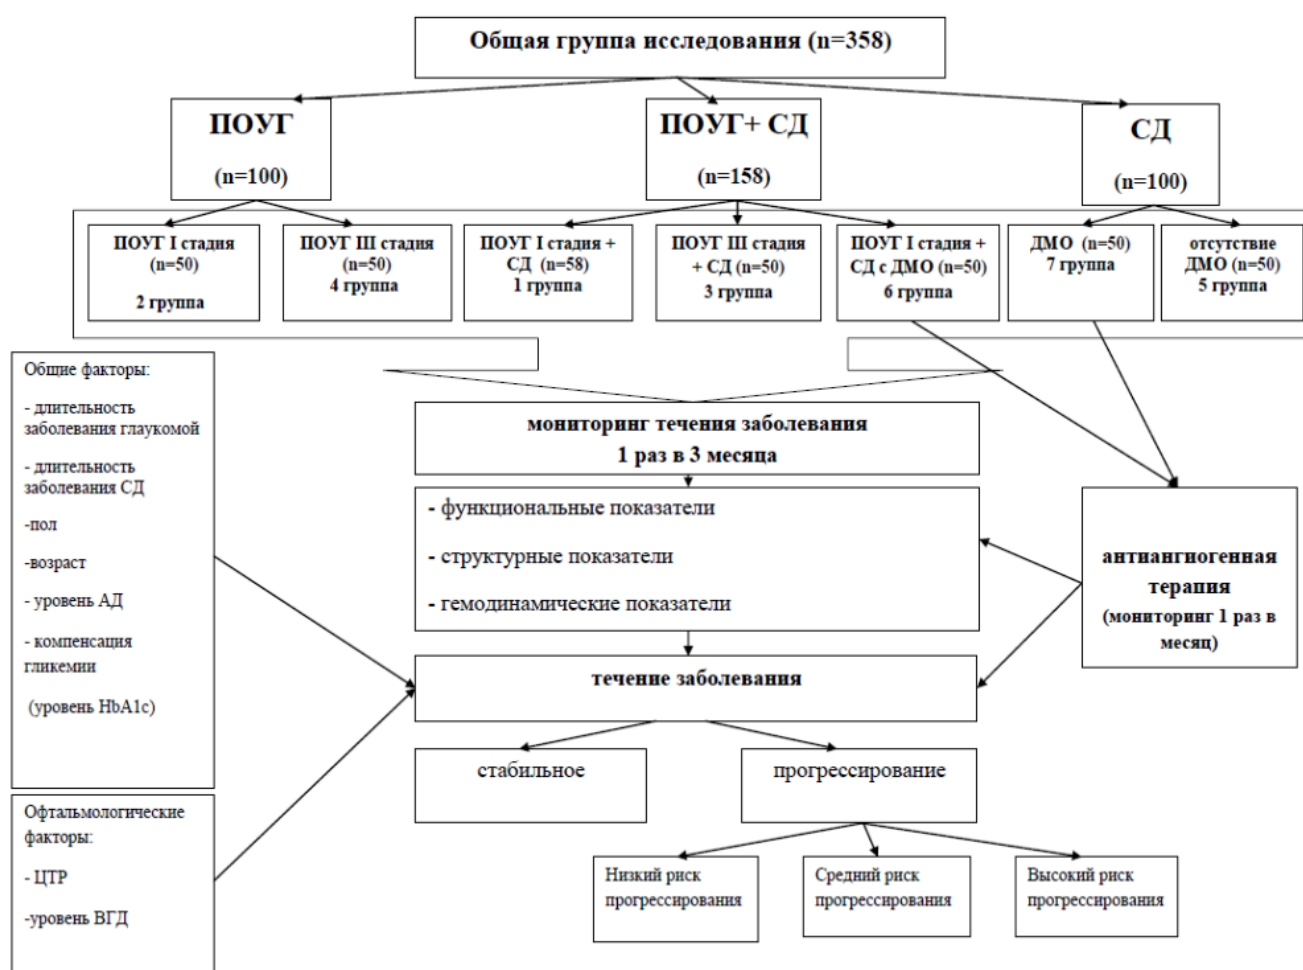 Общая группа исследования (n=358)
ПОУГ
(n=100)
ПОУГ+ СД
(n=158)
СД
(n=100)
ПОУГ I стадия
(n=50)
2 группа
ПОУГ III стадия
(n=50)
4 группа
ПОУГ I стадия +
СД (n=58)
1 группа
ПОУГ III стадия
+ СД (n=50)
3 группа
ПОУГ I стадия +
СД с ДМО (n=50)
6 группа
ДМО (n=50)
7 группа
отсутствие
ДМО (n=50)
5 группа
Общие факторы:
- длительность
заболевания глаукомой
- длительность
заболевания СД
-пол
-возраст
- уровень АД
- компенсация
гликемии
(уровень HbA1c)
Офтальмологические
факторы:
- ЦТР
-уровень ВГД
мониторинг течения заболевания
1 раз в 3 месяца
- функциональные показатели
- структурные показатели
- гемодинамические показатели
антиангиогенная
терапия
(мониторинг 1 раз в
месяц)
течение заболевания
стабильное
прогрессирование
Низкий риск
прогрессирования
Средний риск
прогрессирования
Высокий риск
прогрессирования